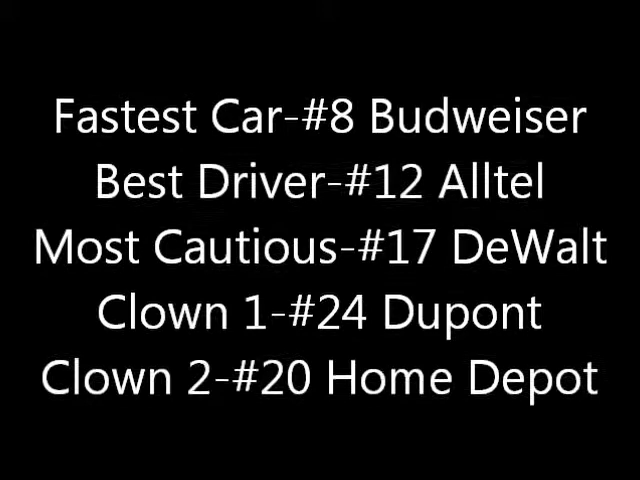 Fastest Car-#8 Budweiser
Best Driver-#12 Alltel
Most Cautious-#17 DeWalt
Clown 1-#24 Dupont
Clown 2-#20 Home Depot